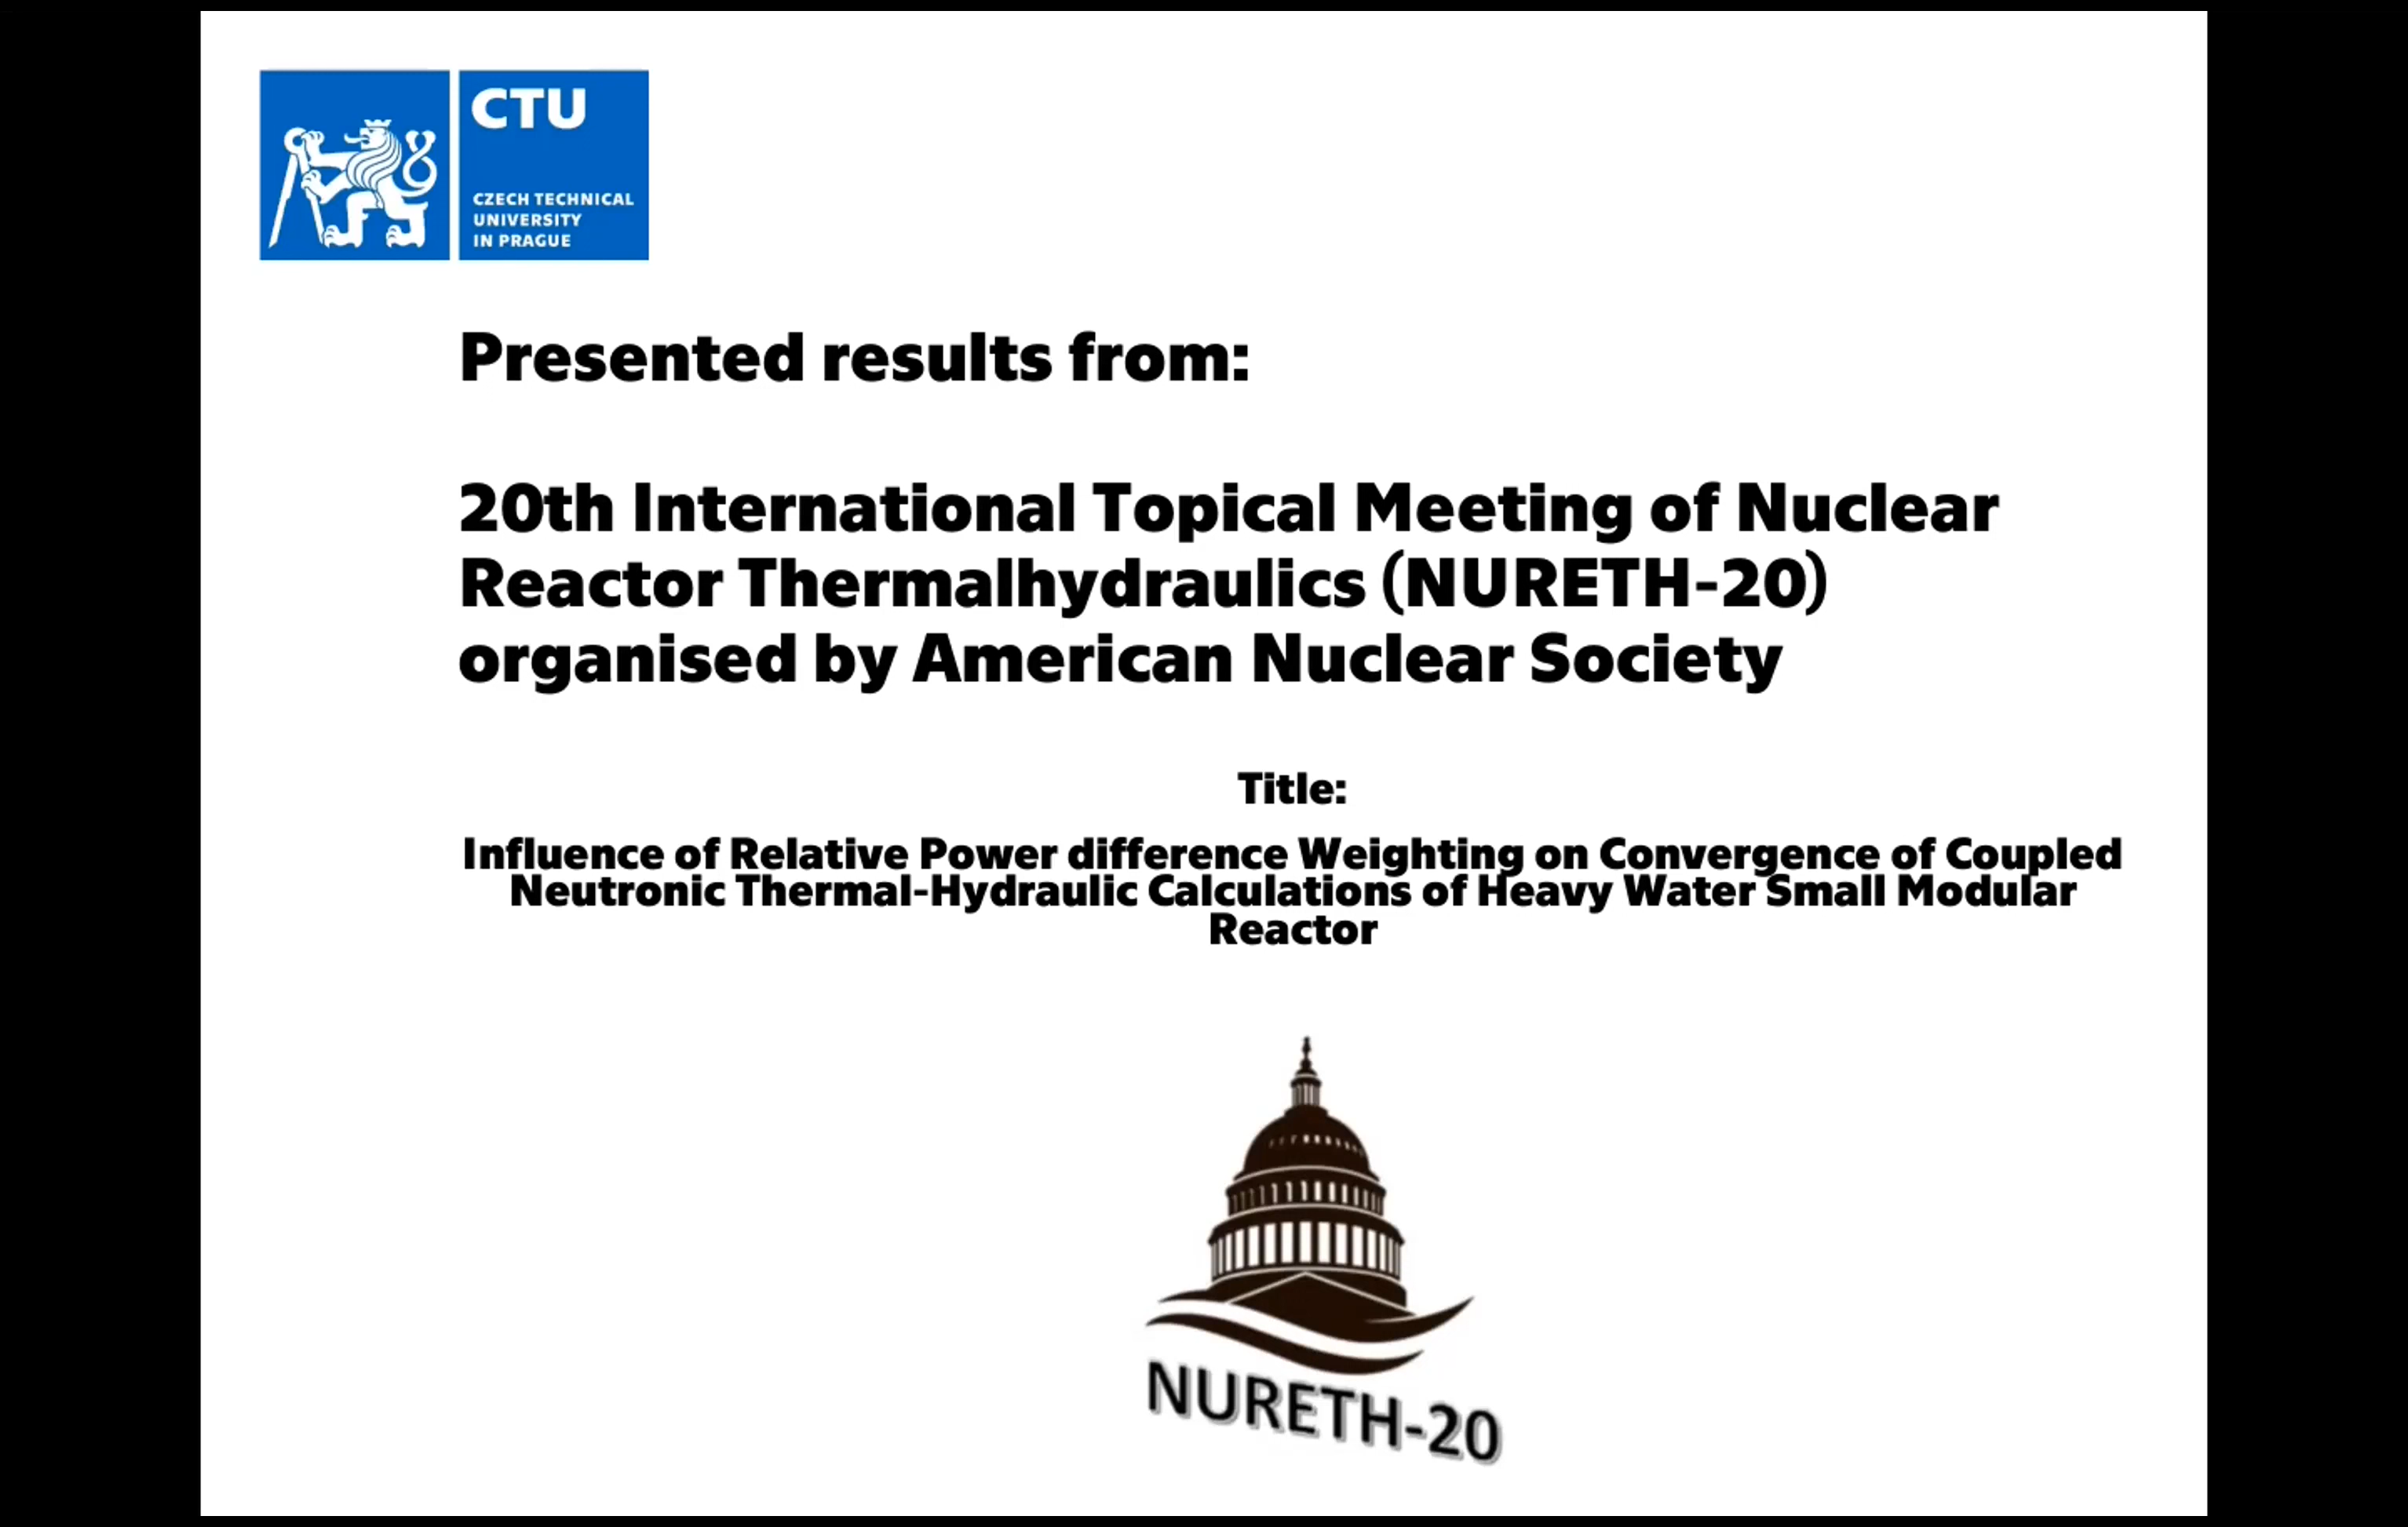 CTU
CZECH TECHNICAL
UNIVERSITY
IN PRAGUE
Presented results from:
20th International Topical Meeting of Nuclear
Reactor Thermalhydraulics (NURETH-20)
organised by American Nuclear Society
Title:
Influence of Relative Power difference Weighting on Convergence of Coupled
Neutronic Thermal-Hydraulic Calculations of Heavy Water Small Modular
Reactor
NURETH-20